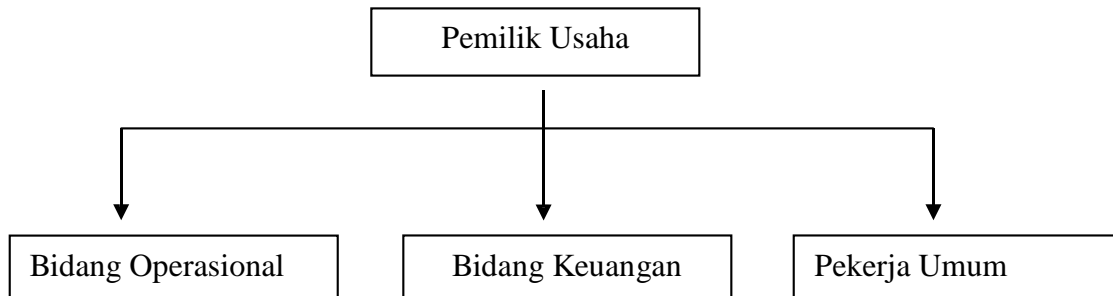 Pemilik Usaha
Bidang Operasional
Bidang Keuangan
Pekerja Umum